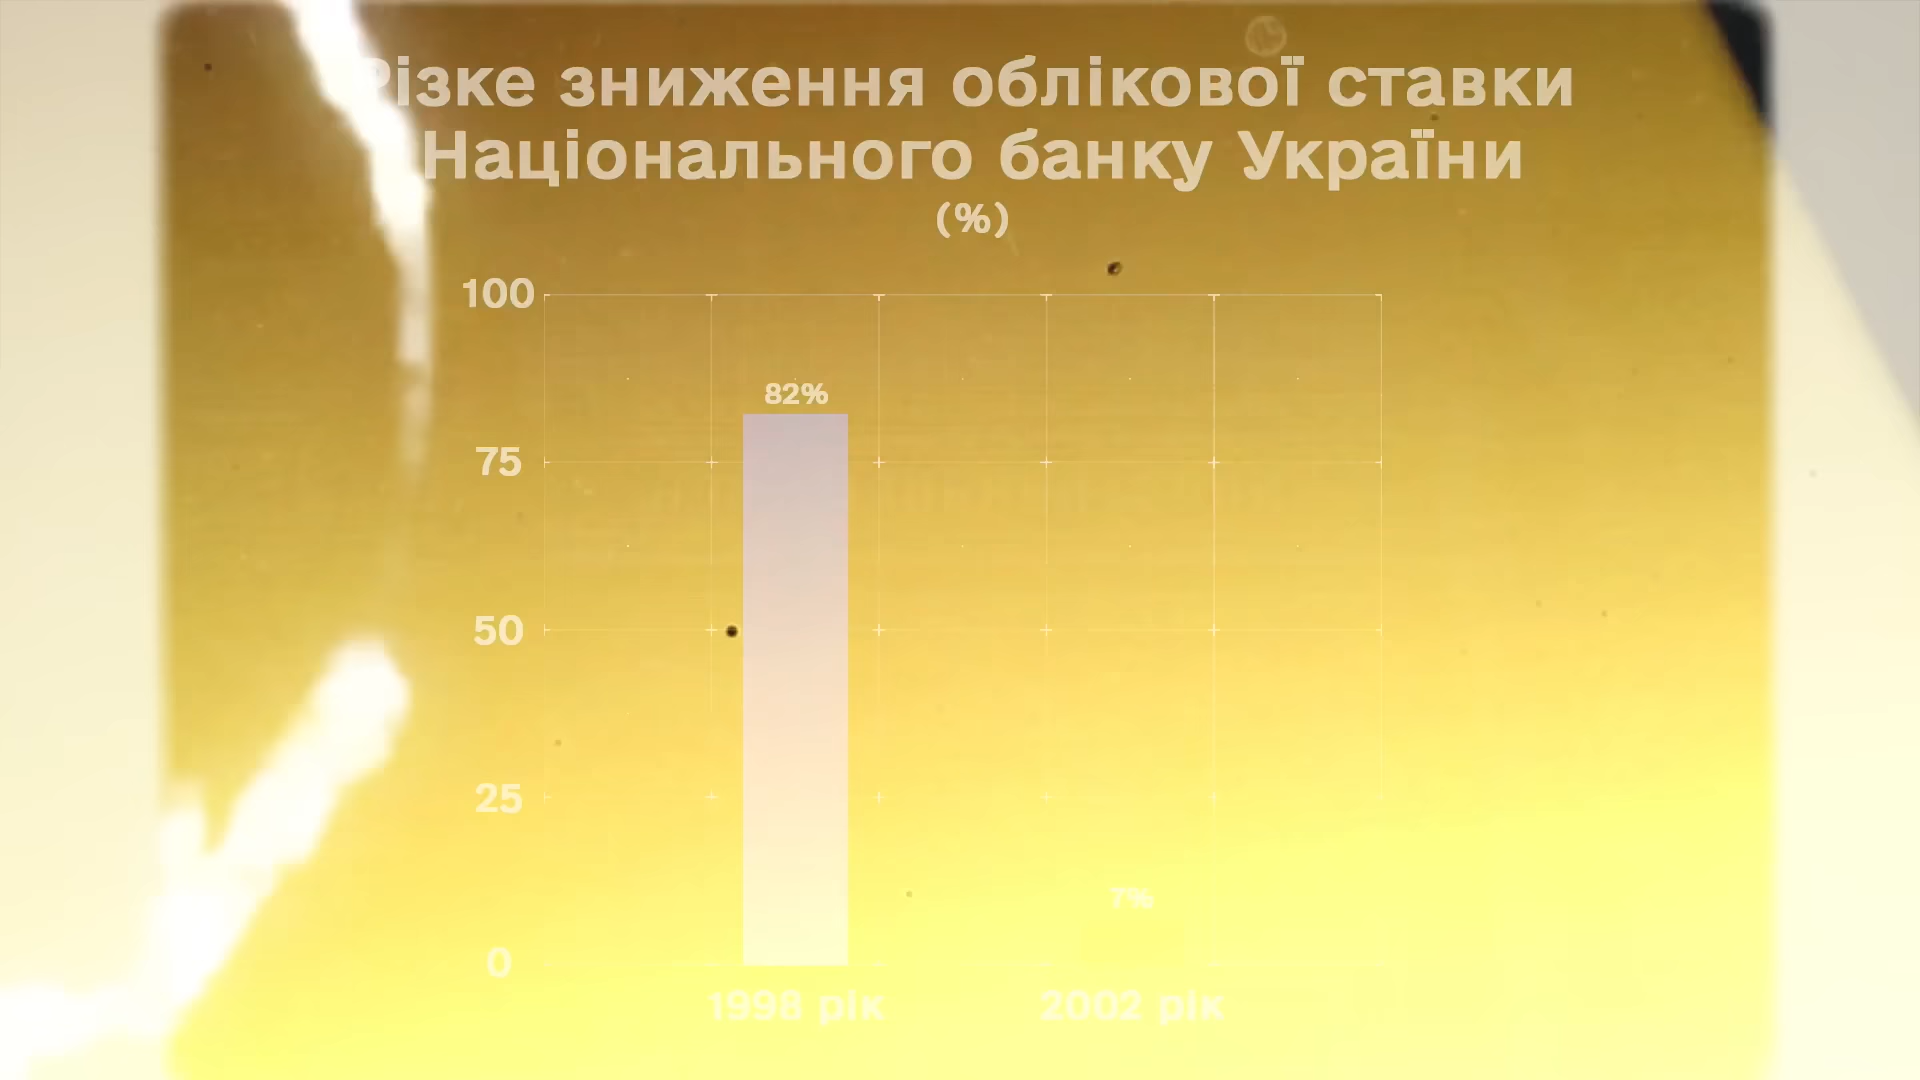 Різке зниження облікової ставки
Національного банку України
(%)
100
82%
75
50
25
7%
0
1998 рік
2002 рік